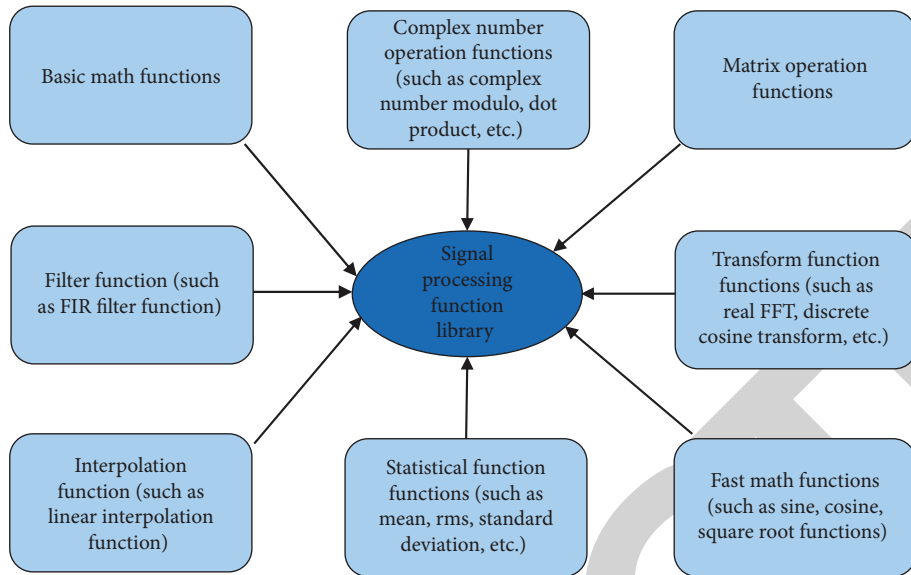 Basic math functions
Complex number
operation functions
(such as complex
number modulo, dot
product, etc.)
Matrix operation
functions
Filter function (such
as FIR filter function)
Signal
processing
function
library
Transform function
functions (such as
real FFT, discrete
cosine transform, etc.)
Interpolation
function (such as
linear interpolation
function)
Statistical function
functions (such as
mean, rms, standard
deviation, etc.)
Fast math functions
(such as sine, cosine,
square root functions)